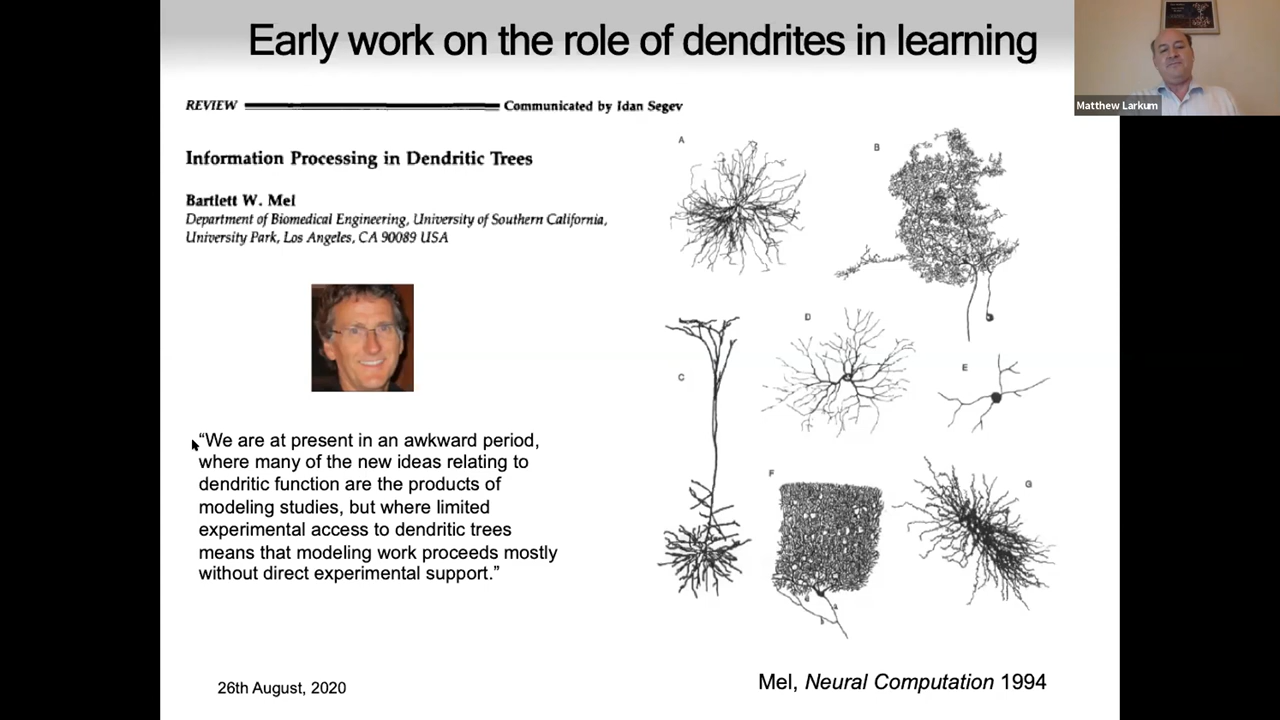 Early work on the role of dendrites in learning
Matthew Larkum
REVIEW
Communicated by Idan Segev
Information Processing in Dendritic Trees
Bartlett W. Mel
Department of Biomedical Engineering, University of Southern California,
University Park, Los Angeles, CA 90089 USA
“We are at present in an awkward period,
where many of the new ideas relating to
dendritic function are the products of
modeling studies, but where limited
experimental access to dendritic trees
means that modeling work proceeds mostly
without direct experimental support.”
A
B
C
D
E
F
G
26th August, 2020
Mel, Neural Computation 1994